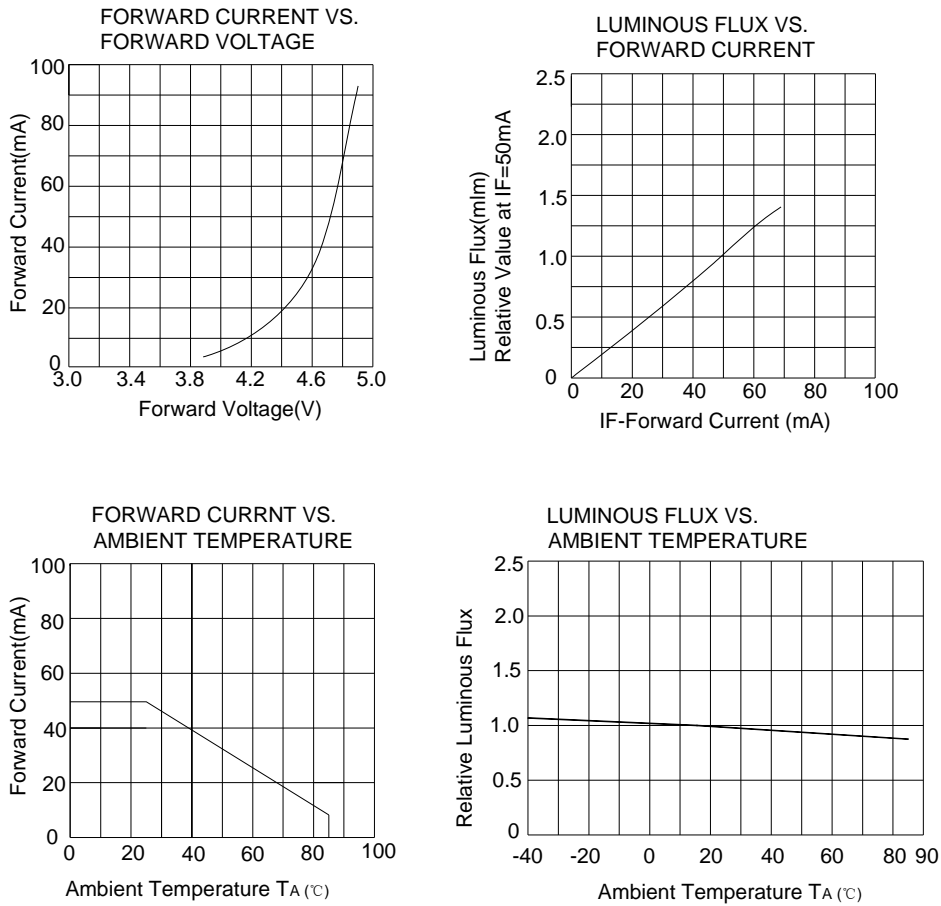 FORWARD CURRENT VS.
FORWARD VOLTAGE
100
80
60
40
20
0
3.0 3.4 3.8 4.2 4.6 5.0
Forward Current(mA)
Forward Voltage(V)
LUMINOUS FLUX VS.
FORWARD CURRENT
2.5
2.0
1.5
1.0
0.5
0
0 20 40 60 80 100
Luminous Flux(mlm)
Relative Value at IF=50mA
IF-Forward Current (mA)
FORWARD CURRNT VS.
AMBIENT TEMPERATURE
100
80
60
40
20
0
0 20 40 60 80 100
Forward Current(mA)
Ambient Temperature TA (℃)
LUMINOUS FLUX VS.
AMBIENT TEMPERATURE
2.5
2.0
1.5
1.0
0.5
0
-40 -20 0 20 40 60 80 90
Relative Luminous Flux
Ambient Temperature TA (℃)